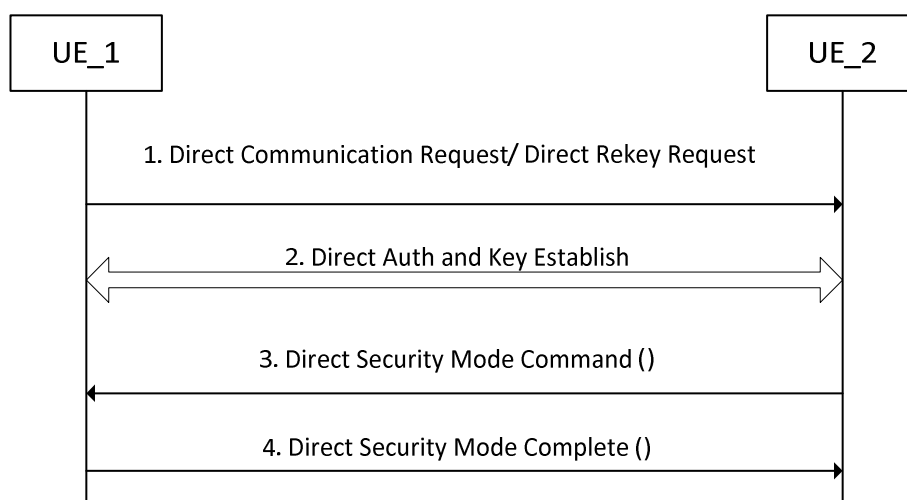 UE_1
UE_2
1. Direct Communication Request/ Direct Rekey Request
2. Direct Auth and Key Establish
3. Direct Security Mode Command ()
4. Direct Security Mode Complete ()